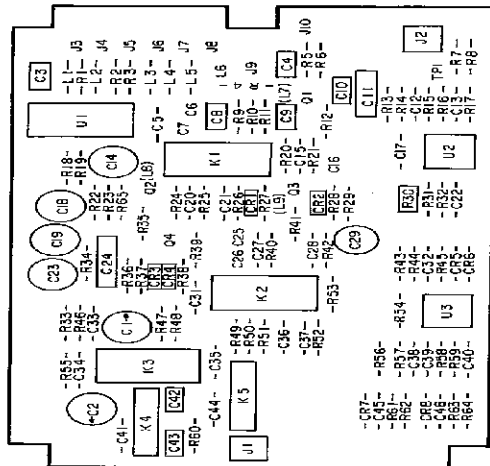 J3
J4
J5
J6
J7
J8
J9
J10
J2
C3
-L1-
-R1-
-L2-
-R2-
-R3-
-L3-
-L4-
-L5-
L6
C4
-R5-
-R6-
TP1
-R7-
-R8-
U1
-C5-
C7
C6
C8
-R9-
-R10-
-R11-
C9
(L7)
Q1
-R12-
C10
C11
-R13-
-R14-
-C12-
-R15-
-R16-
-C13-
-R17-
-R18-
-R19-
C14
Q2
(L8)
K1
-R20-
-C15-
-R21-
C16
-C17-
U2
C18
-R22-
-R23-
-R65-
-R35-
-R24-
-C20-
-R25-
-C21-
-R26-
CR1
-R27-
(L9)
Q3
CR2
-R28-
-R29-
R30
-R31-
-R32-
-C22-
C19
C23
-R34-
C24
-R36-
-R37-
Q4
CR3
CR4
-R38-
-R39-
-C31-
C26
C25
-C27-
-R40-
-R41-
-C28-
-R42-
C29
-R43-
-R44-
-C32-
-R45-
-CR5-
-CR6-
-R33-
-R46-
-C33-
C1+
-R47-
-R48-
K2
-R53-
-R54-
U3
-R55-
-C34-
K3
-C35-
-R49-
-R50-
-R51-
-C36-
-C37-
-R52-
-R56-
-R57-
-C38-
-C39-
-R58-
-R59-
-C40-
+C2
-C41-
K4
C42
C43
-R60-
-C44-
K5
J1
-CR7-
-C45-
-R61-
-R62-
-CR8-
-C46-
-R63-
-R64-